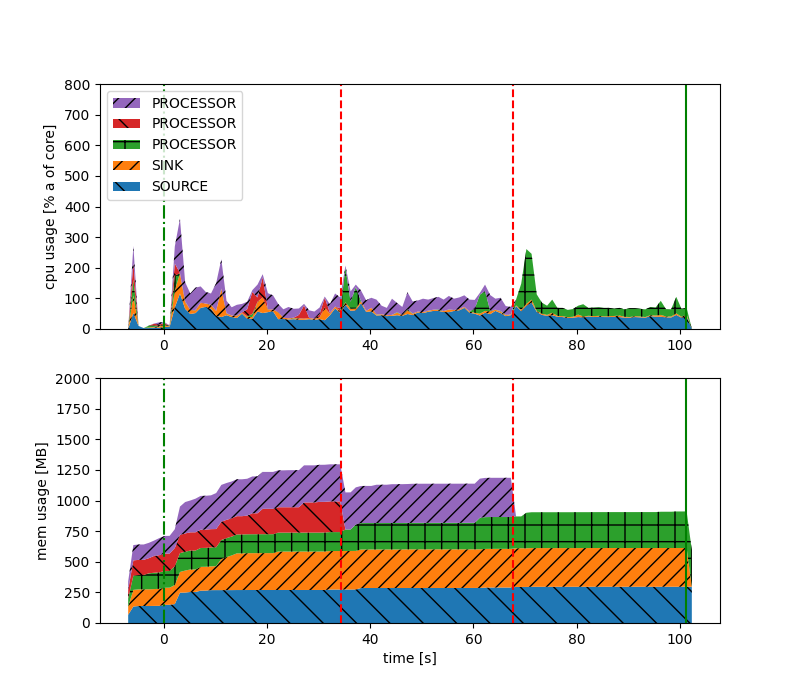 800
700
600
500
400
300
200
100
0
cpu usage [% a of core]
PROCESSOR
PROCESSOR
PROCESSOR
SINK
SOURCE
0 20 40 60 80 100
2000
1750
1500
1250
1000
750
500
250
0
mem usage [MB]
0 20 40 60 80 100
time [s]